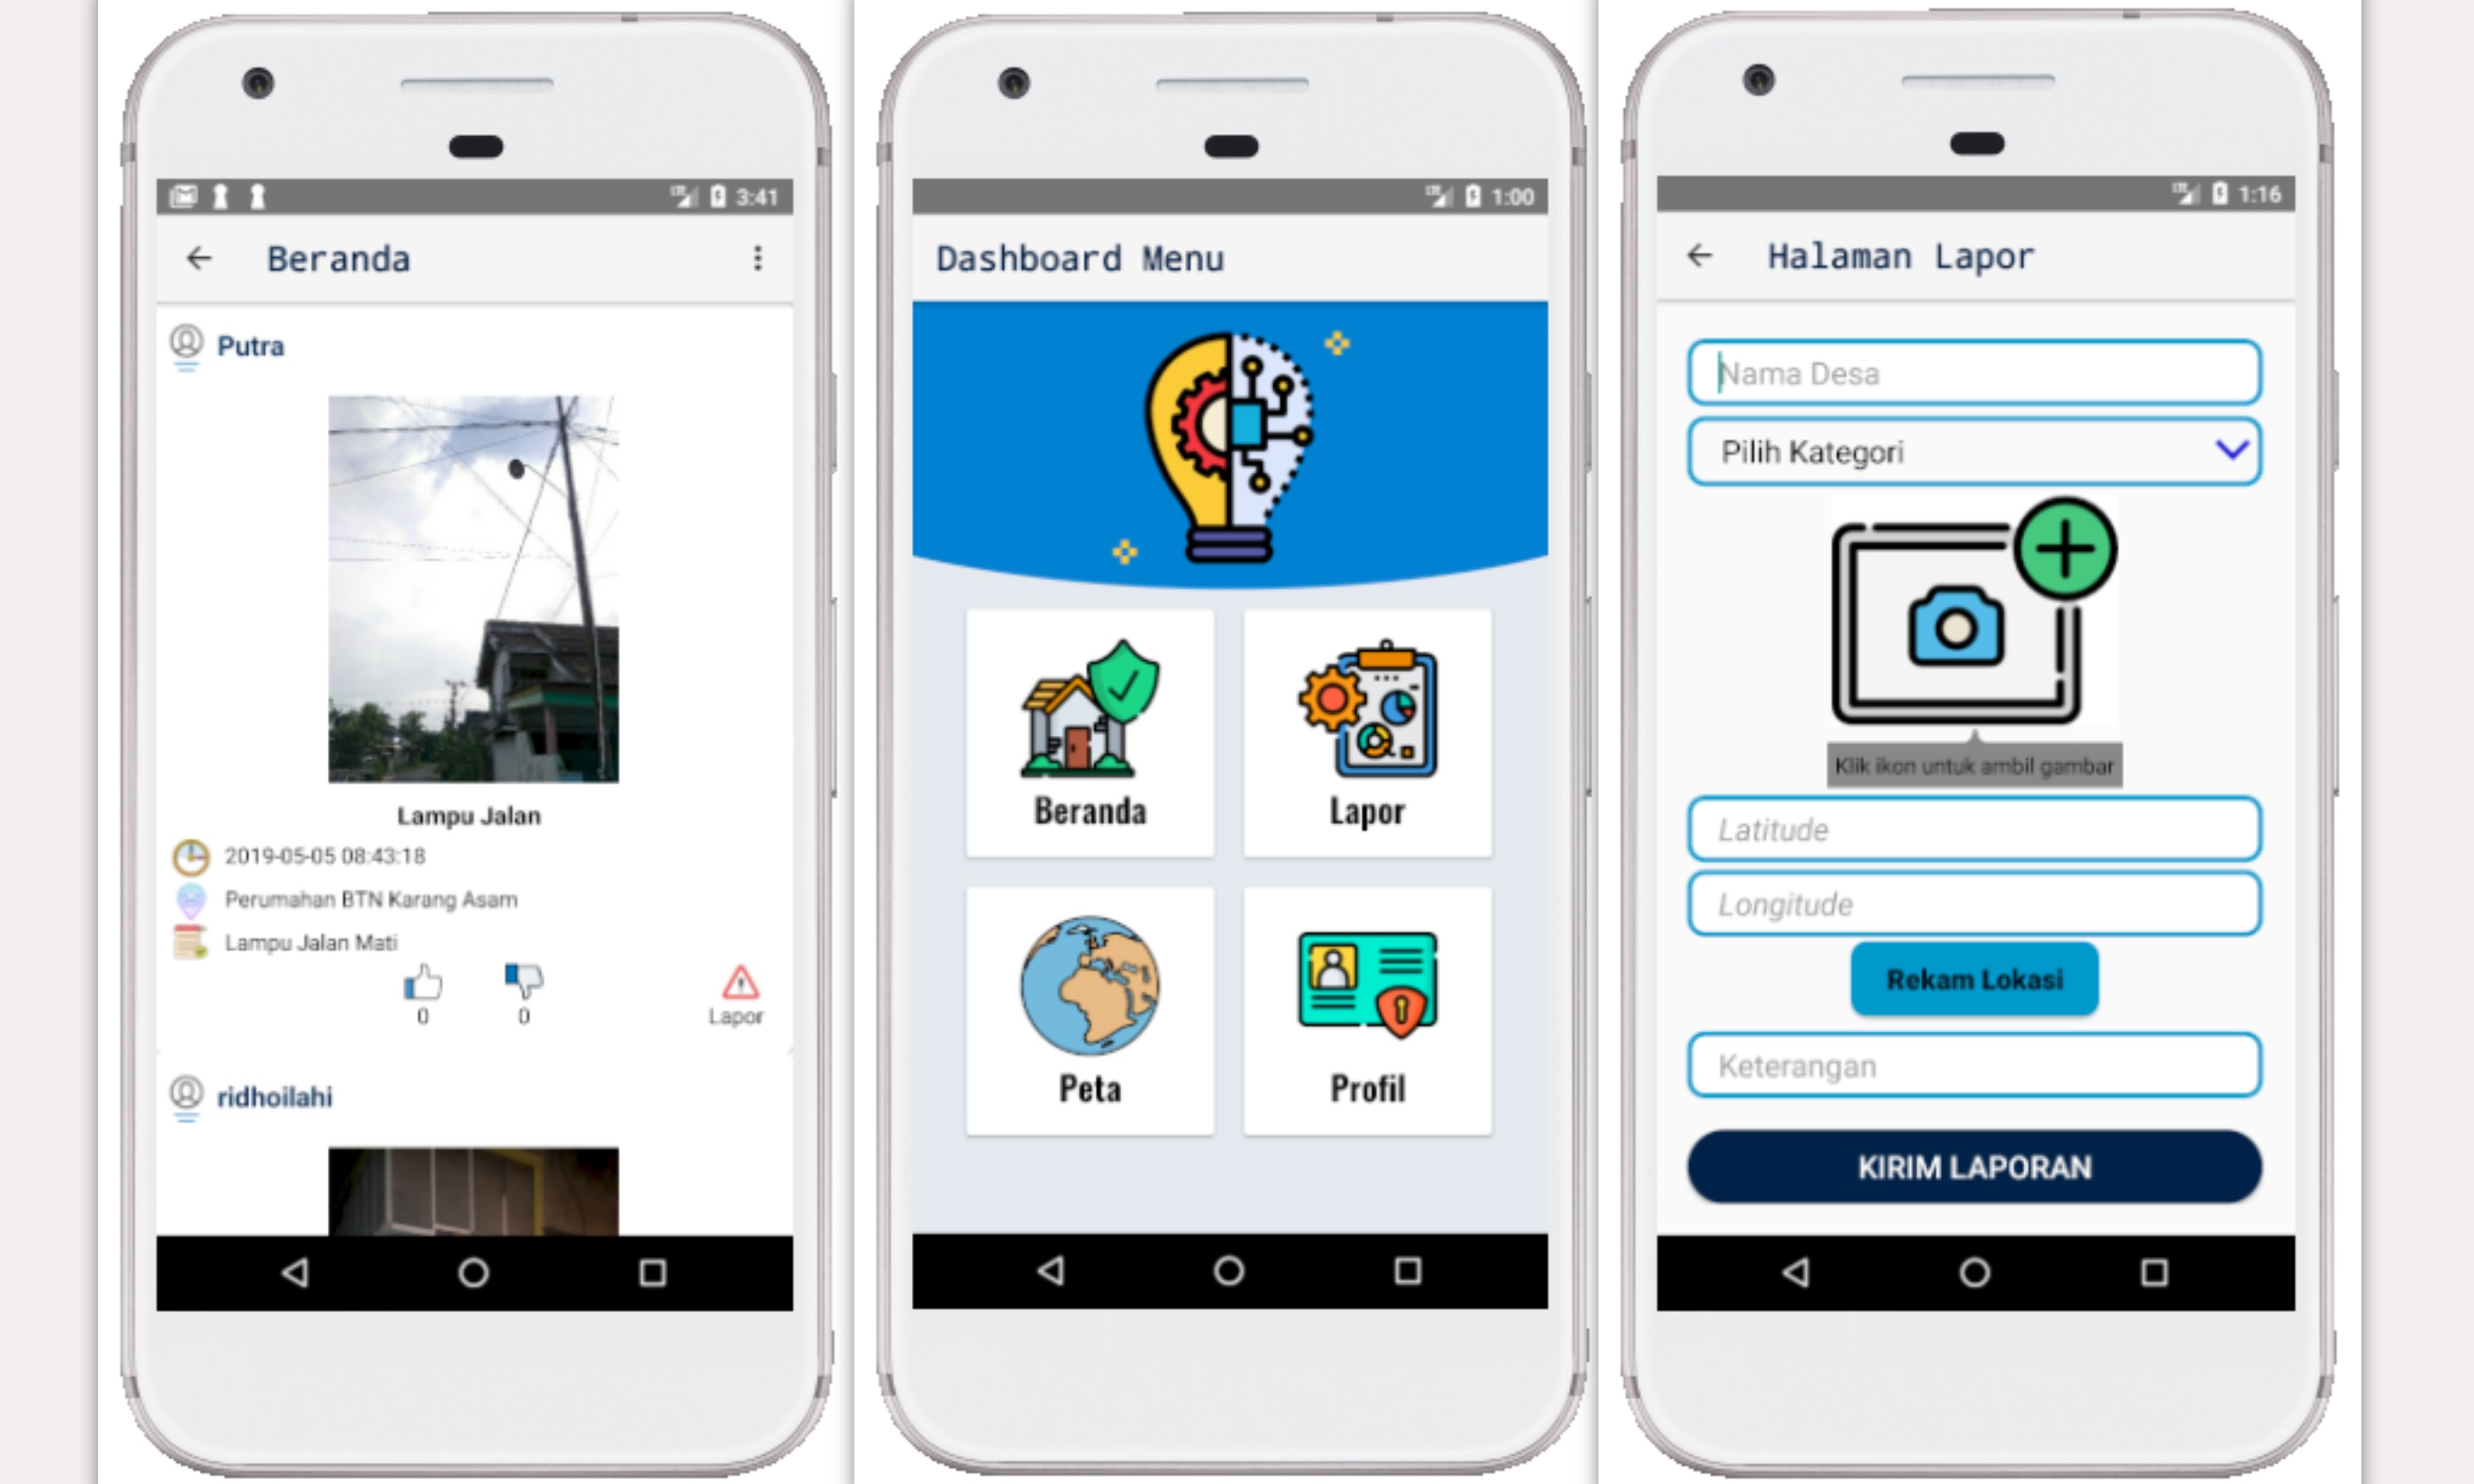 3:41
Beranda
Putra
Lampu Jalan
2019-05-05 08:43:18
Perumahan BTN Karang Asam
Lampu Jalan Mati
0
0
Lapor
ridhoilahi
LTE
1:00
Dashboard Menu
Beranda
Lapor
Peta
Profil
LTE
1:16
Halaman Lapor
Nama Desa
Pilih Kategori
Klik ikon untuk ambil gambar
Latitude
Longitude
Rekam Lokasi
Keterangan
KIRIM LAPORAN